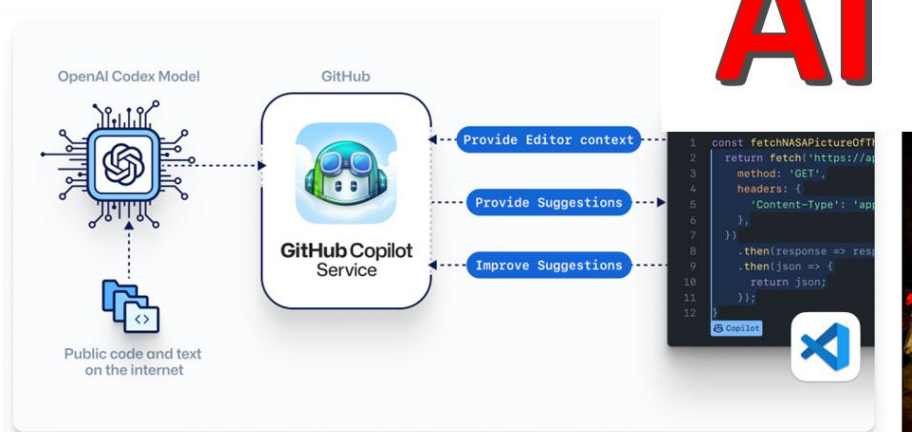 AI
OpenAI Codex Model
GitHub
GitHub Copilot
Service
Public code and text
on the internet
Provide Editor context
Provide Suggestions
Improve Suggestions
1 const fetchNASAPictureOfTh
2 return fetch('https://ap
3 method: 'GET',
4 headers: {
5 'Content-Type': 'app
6 },
7 })
8 .then(response => resp
9 .then(json => {
10 return json;
11 });
12 }
Copilot